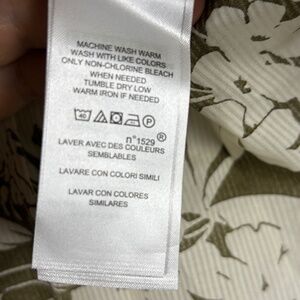 MACHINE WASH WARM
WASH WITH LIKE COLORS
ONLY NON-CHLORINE BLEACH
WHEN NEEDED
TUMBLE DRY LOW
WARM IRON IF NEEDED
40 P
n°1529 ®
LAVER AVEC DES COULEURS
SEMBLABLES
LAVARE CON COLORI SIMILI
LAVAR CON COLORES
SIMILARES